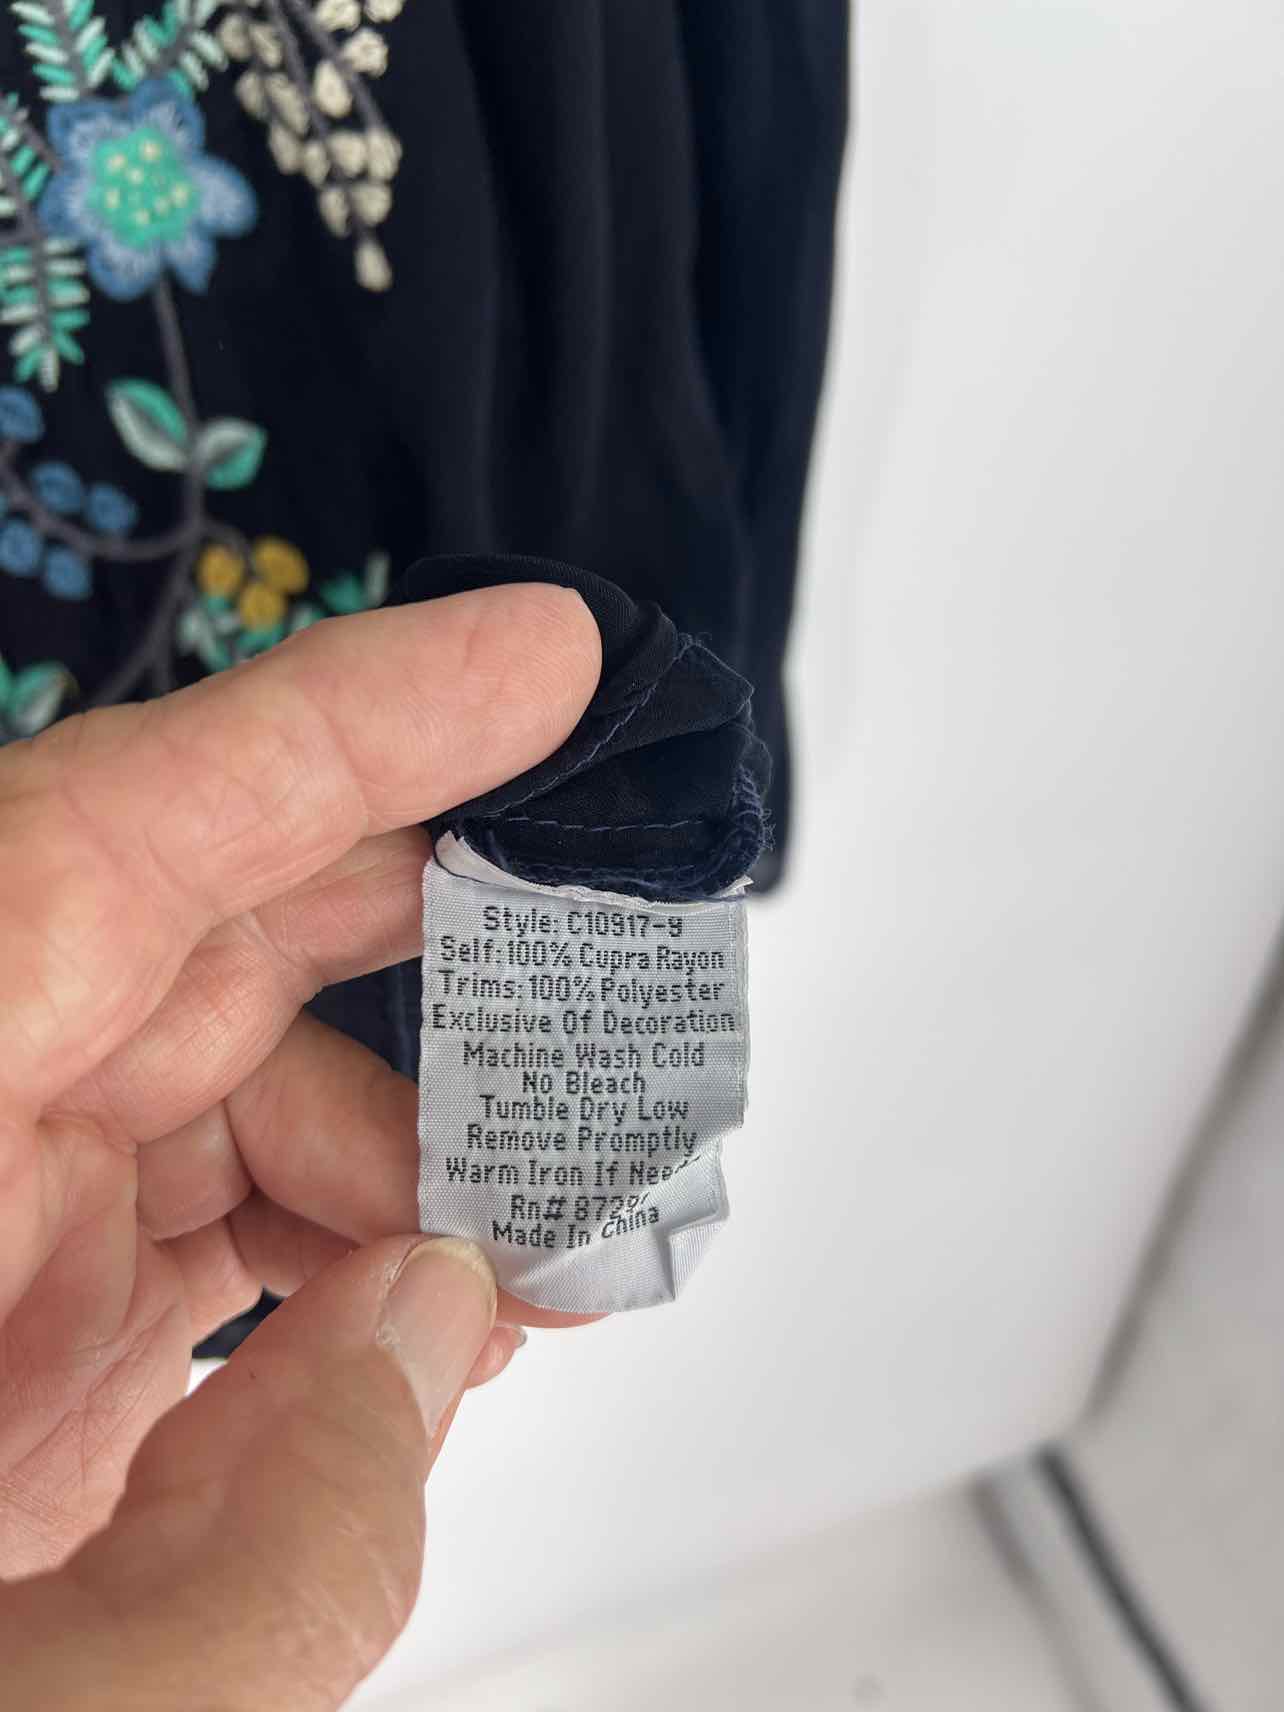 Style: C10917-9
Self: 100% Cupra Rayon
Trims: 100% Polyester
Exclusive Of Decoration
Machine Wash Cold
No Bleach
Tumble Dry Low
Remove Promptly
Warm Iron If
Rn#
Made In China